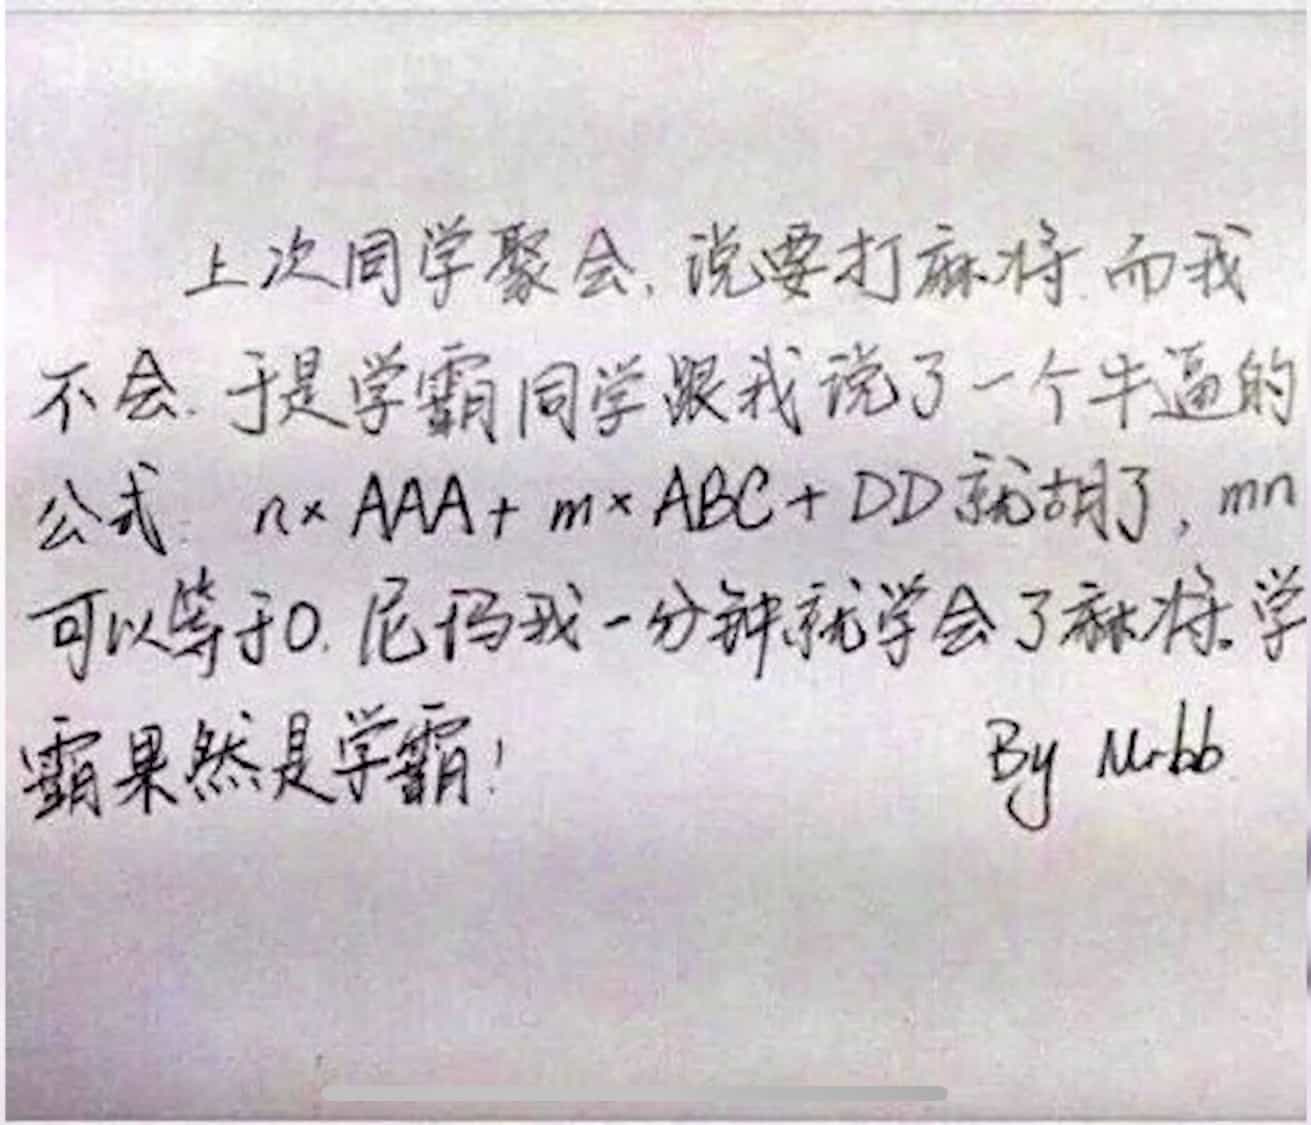 上次同学聚会,说要打麻将.而我
不会.于是学霸同学跟我说了一个牛逼的
公式: n×AAA+m×ABC+DD就胡了,mn
可以等于0.尼玛我一分钟就学会了麻将。学
霸果然是学霸!
By Mrbb